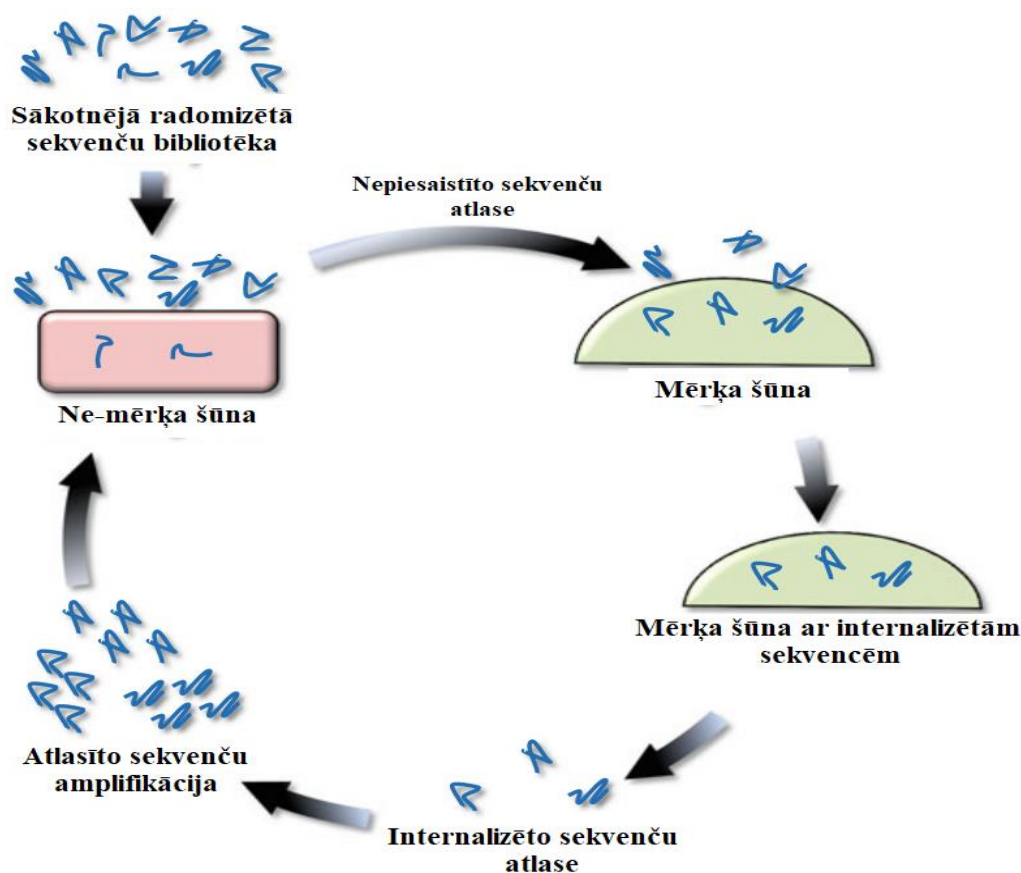 Sākotnējā radomizētā
sekvenču bibliotēka
Nepiesaistīto sekvenču
atlase
Ne-mērķa šūna
Mērķa šūna
Mērķa šūna ar internalizētām
sekvencēm
Atlasīto sekvenču
amplifikācija
Internalizēto sekvenču
atlase